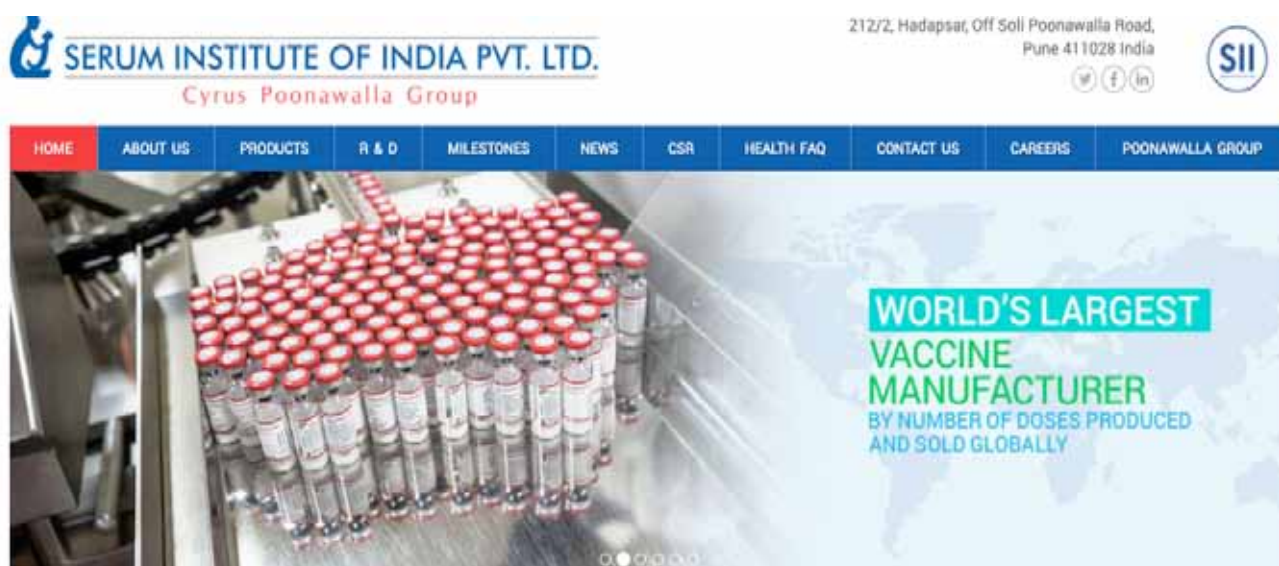 SERUM INSTITUTE OF INDIA PVT. LTD.
Cyrus Poonawalla Group
212/2, Hadapsar, Off Soli Poonawalla Road,
Pune 411028 India
SII
HOME ABOUT US PRODUCTS R & D MILESTONES NEWS CSR HEALTH FAQ CONTACT US CAREERS POONAWALLA GROUP
WORLD'S LARGEST
VACCINE
MANUFACTURER
BY NUMBER OF DOSES PRODUCED
AND SOLD GLOBALLY